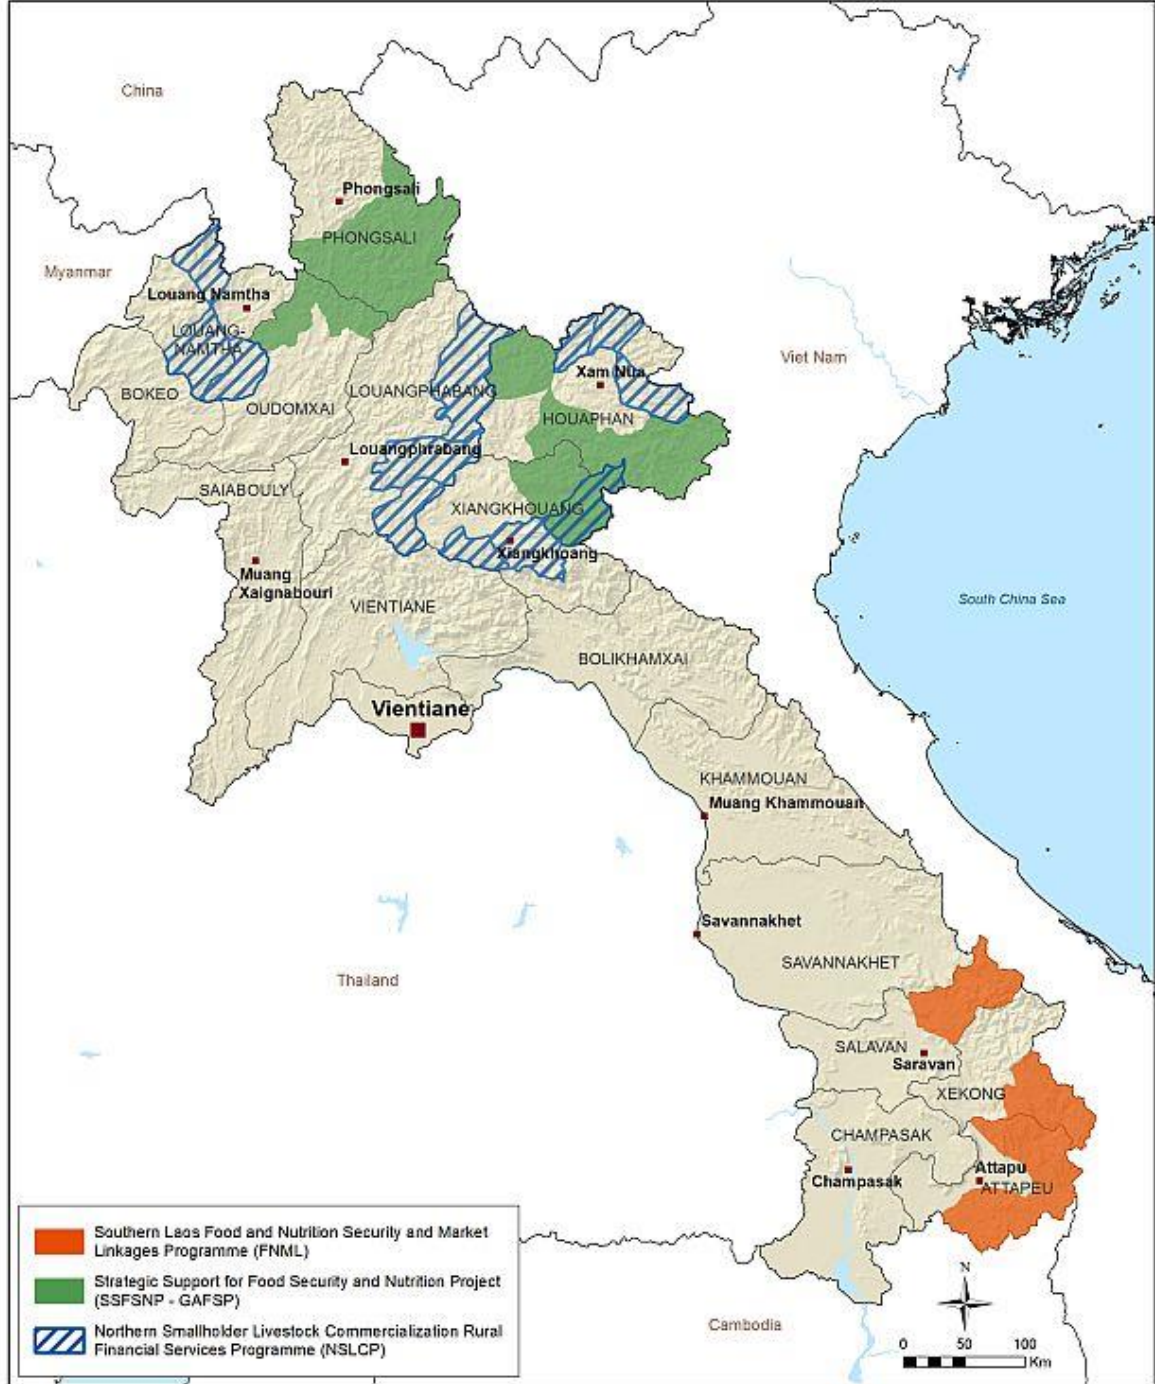 China
Phongsali
PHONGSALI
Myanmar
Louang Namtha
LOUANG-
NAMTHA
Viet Nam
Xam Nua
BOKEO
LOUANGPHABANG
OUDOMXAI
HOUAPHAN
Louangphrabang
SAIABOULY
XIANGKHOUANG
Xiangkhoang
Muang
Xaignabouri
VIENTIANE
South China Sea
BOLIKHAMXAI
Vientiane
KHAMMOUAN
Muang Khammouan
Savannakhet
SAVANNAKHET
Thailand
SALAVAN
Saravan
XEKONG
CHAMPASAK
Attapu
Champasak
ATTAPEU
Southern Laos Food and Nutrition Security and Market
Linkages Programme (FNML)
Strategic Support for Food Security and Nutrition Project
(SSFSNP - GAFSP)
Northern Smallholder Livestock Commercialization Rural
Financial Services Programme (NSLCP)
N
Cambodia
0 50 100
Km